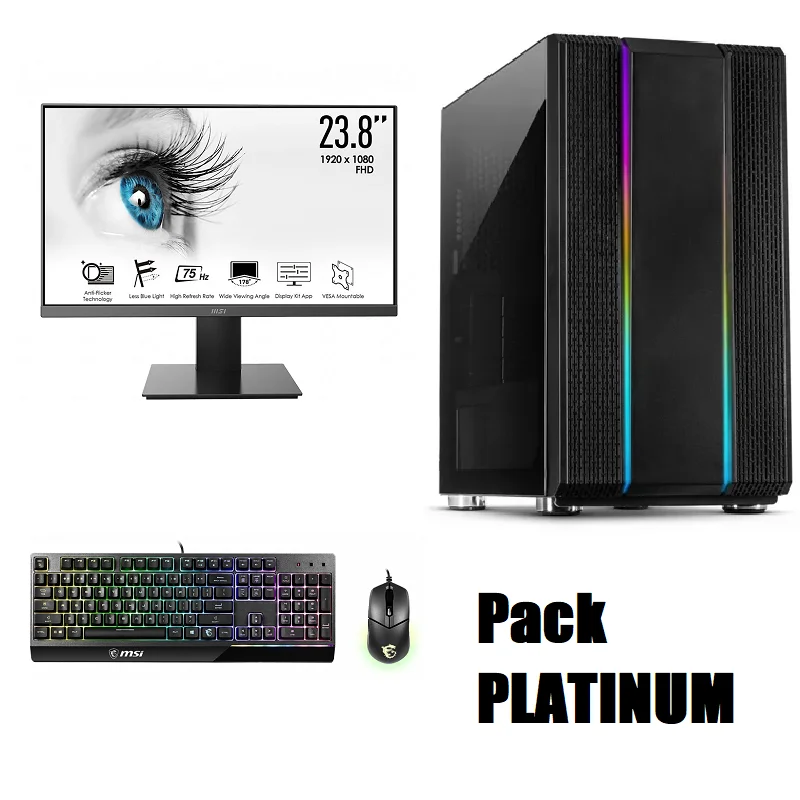 23.8”
1920 x 1080
FHD
75 Hz
178°
Anti-Flicker Technology
Less Blue Light
High Refresh Rate
Wide Viewing Angle
Display Kit App
VESA Mountable
msi
msi
Pack
PLATINUM